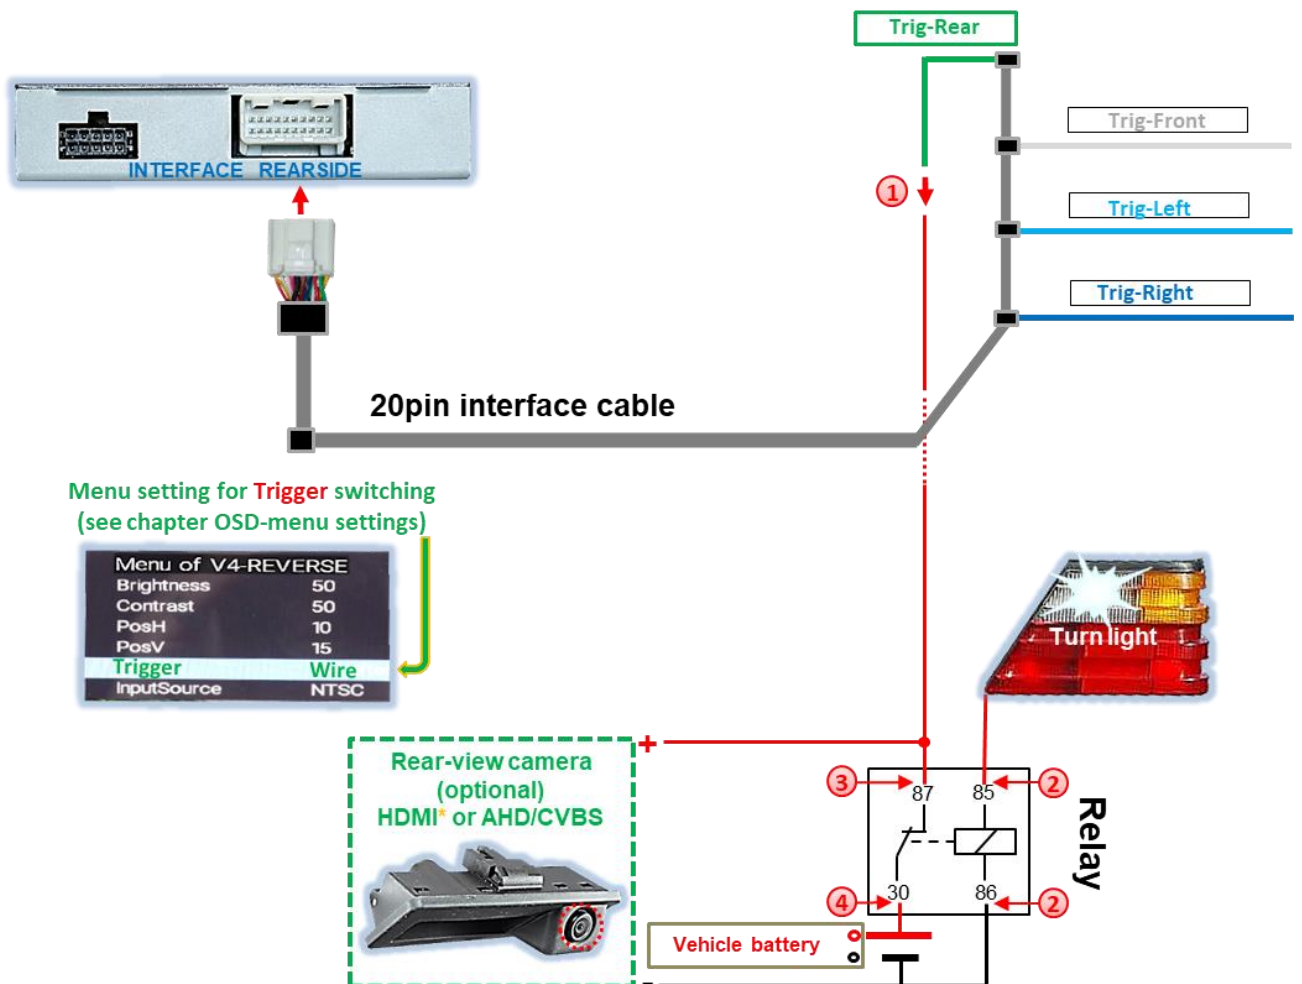 Trig-Rear
Trig-Front
Trig-Left
Trig-Right
INTERFACE REARSIDE
1
20pin interface cable
Menu setting for Trigger switching
(see chapter OSD-menu settings)
Menu of V4-REVERSE
Brightness 50
Contrast 50
PosH 10
PosV 15
Trigger Wire
InputSource NTSC
Turn light
+
Rear-view camera
(optional)
HDMI* or AHD/CVBS
3
87
85
2
Relay
4
30
86
2
Vehicle battery
-